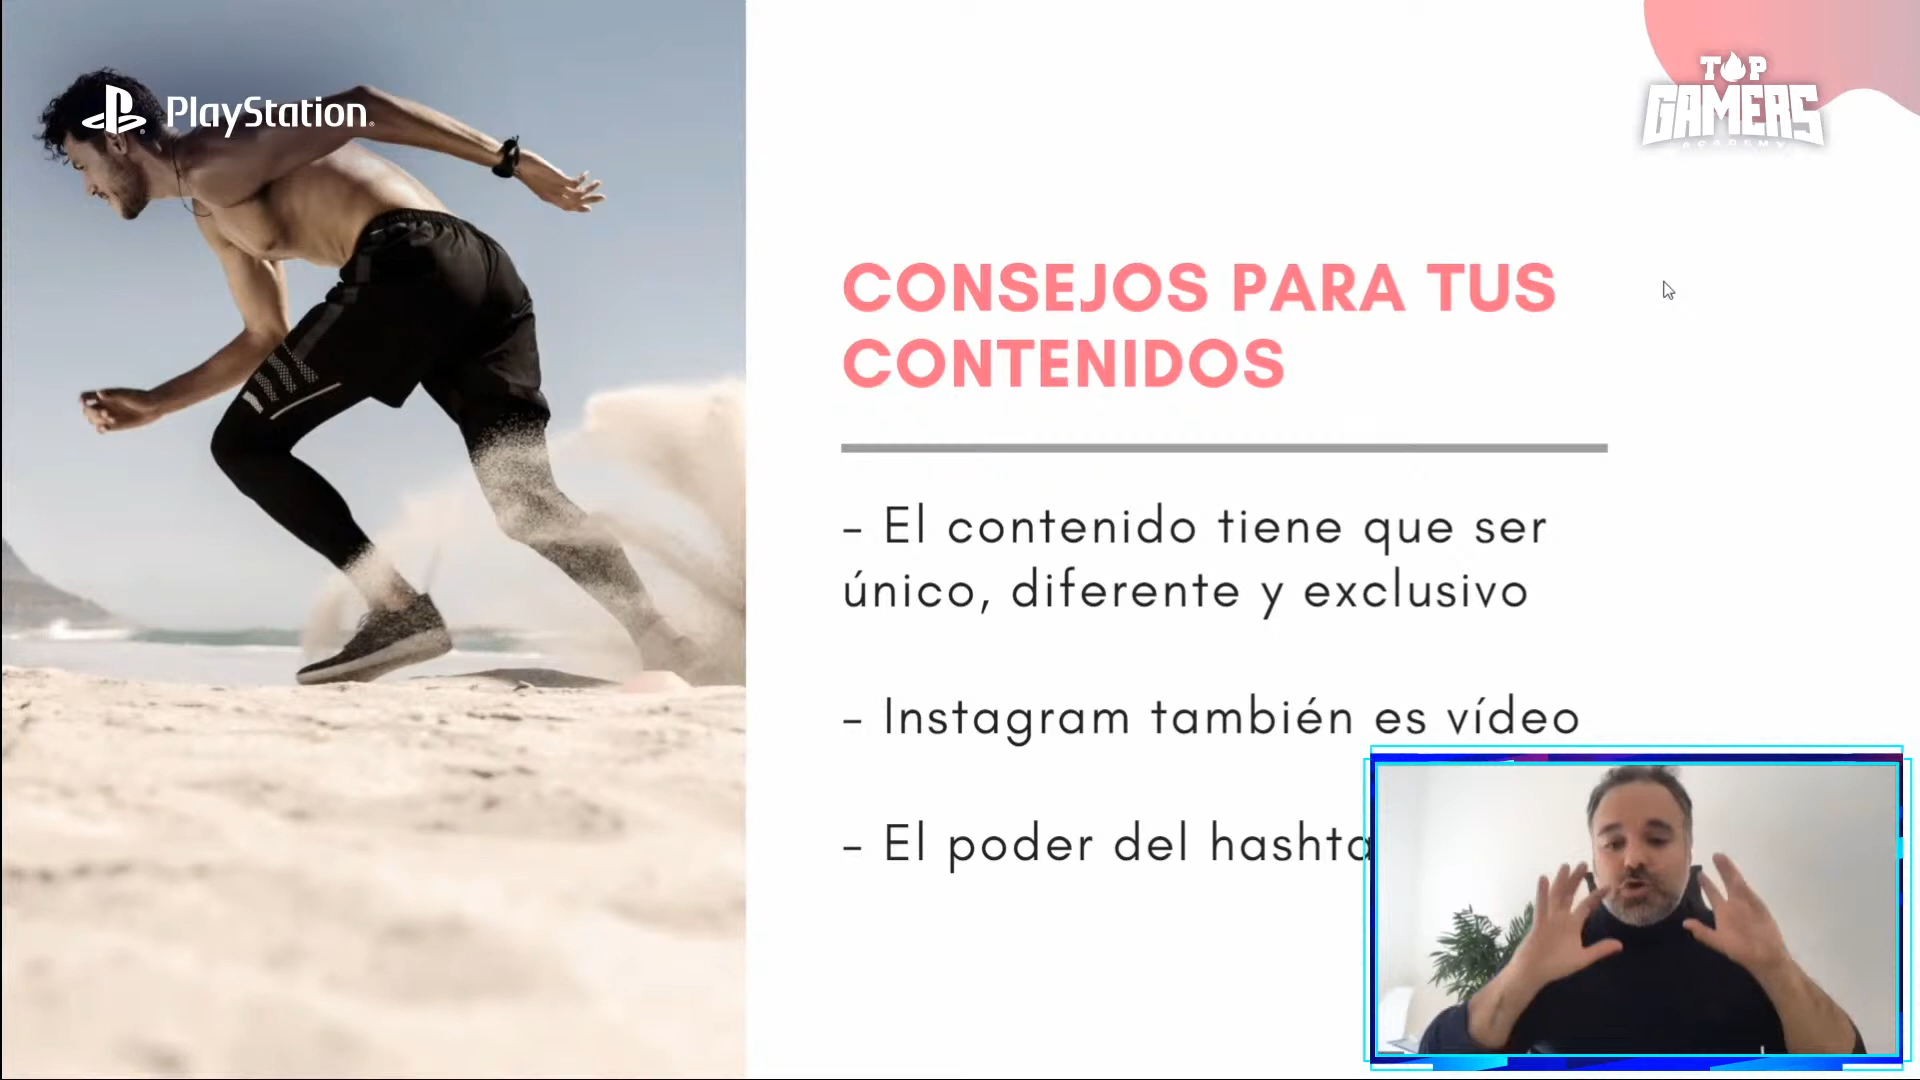 PlayStation
TOP
GAMERS
ACADEMY
CONSEJOS PARA TUS
CONTENIDOS
- El contenido tiene que ser
único, diferente y exclusivo
- Instagram también es vídeo
- El poder del hashta